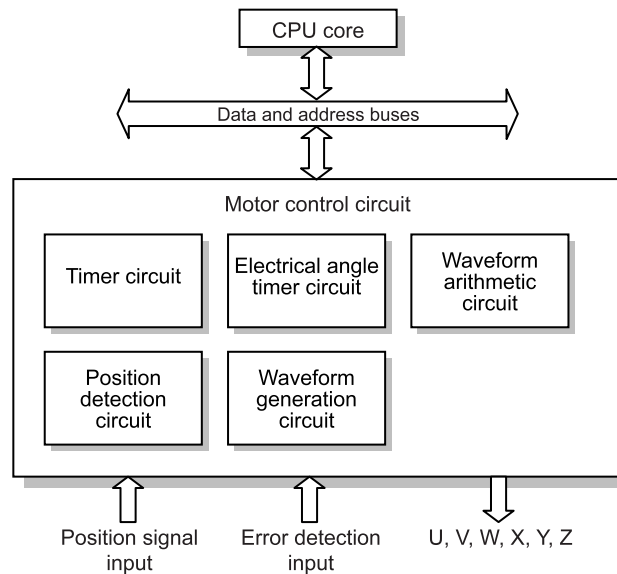 CPU core
Data and address buses
Motor control circuit
Timer circuit
Electrical angle
timer circuit
Waveform
arithmetic
circuit
Position
detection
circuit
Waveform
generation
circuit
Position signal
input
Error detection
input
U, V, W, X, Y, Z